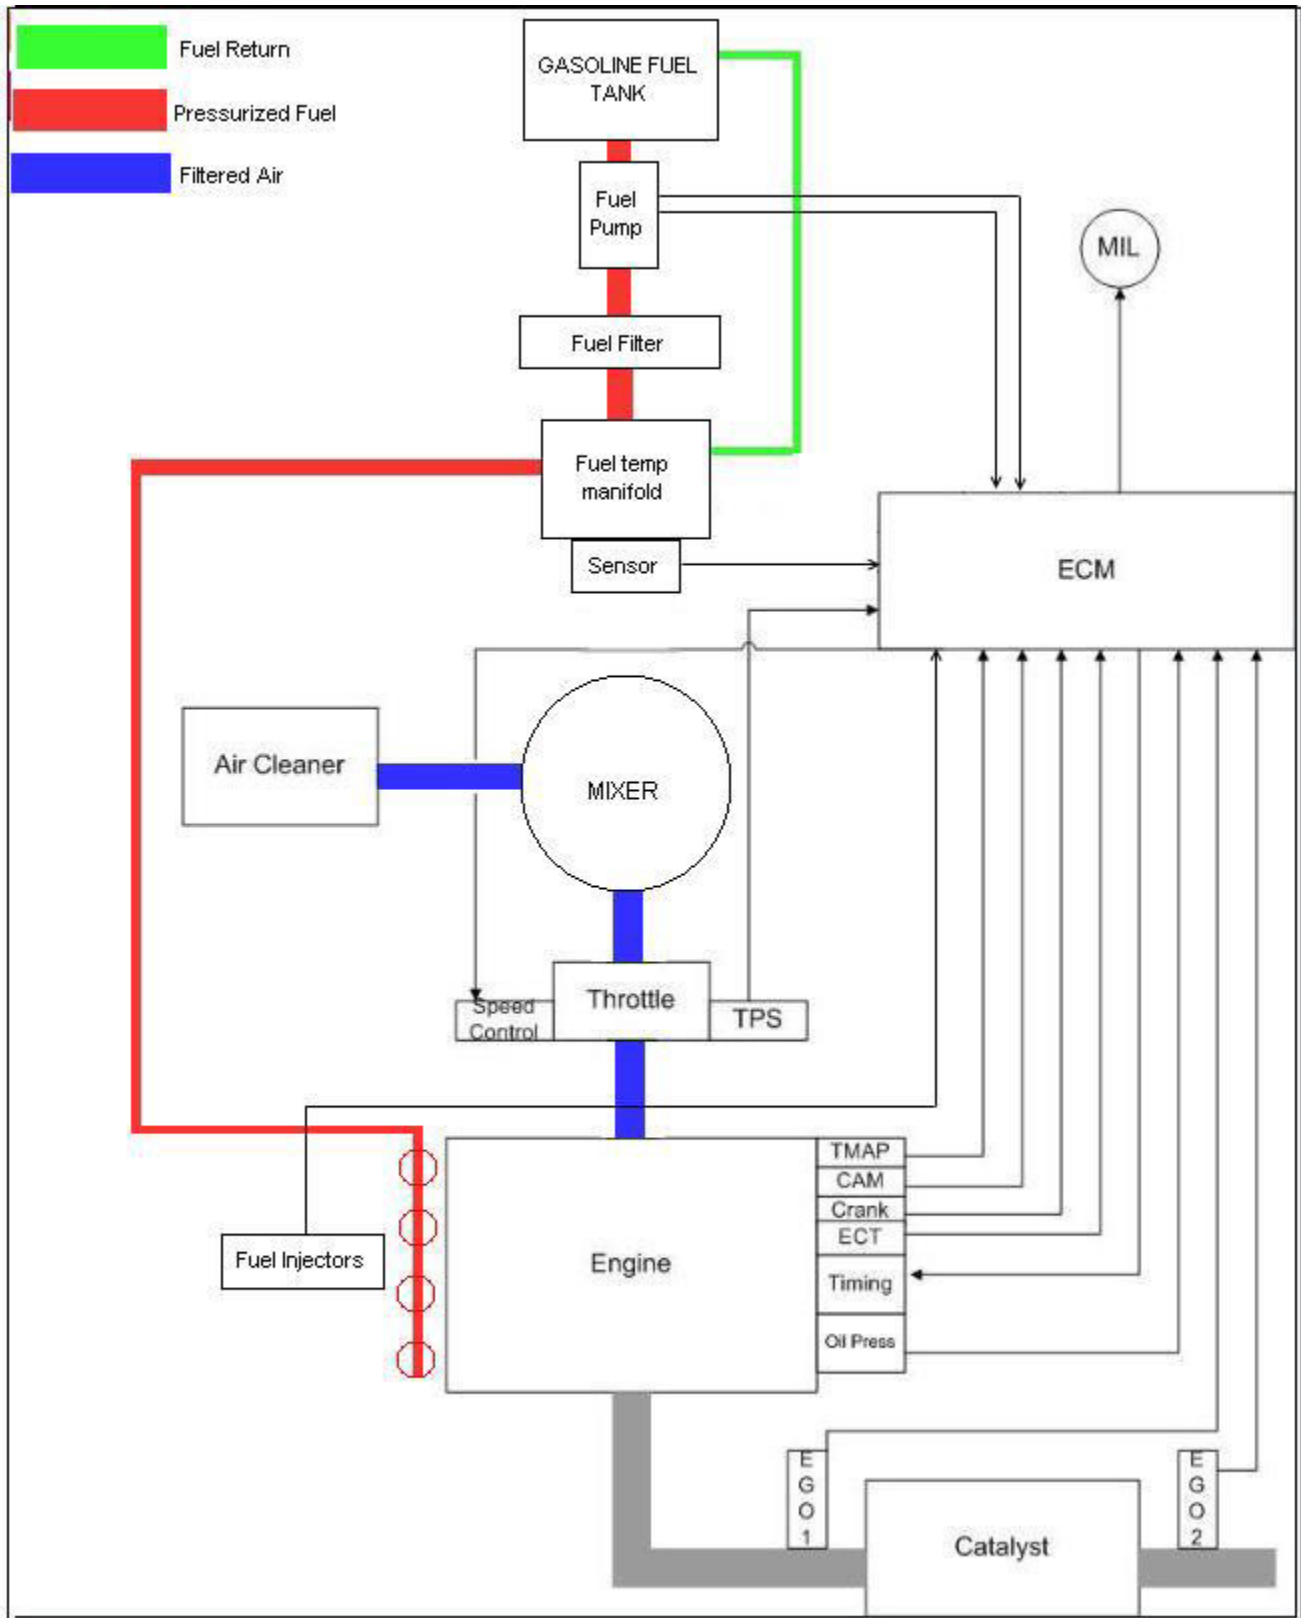 Fuel Return
Pressurized Fuel
Filtered Air
GASOLINE FUEL
TANK
Fuel
Pump
MIL
Fuel Filter
Fuel temp
manifold
Sensor
ECM
Air Cleaner
MIXER
Speed
Control
Throttle
TPS
TMAP
CAM
Crank
ECT
Timing
Oil Press
Fuel Injectors
Engine
E
G
O
1
E
G
O
2
Catalyst